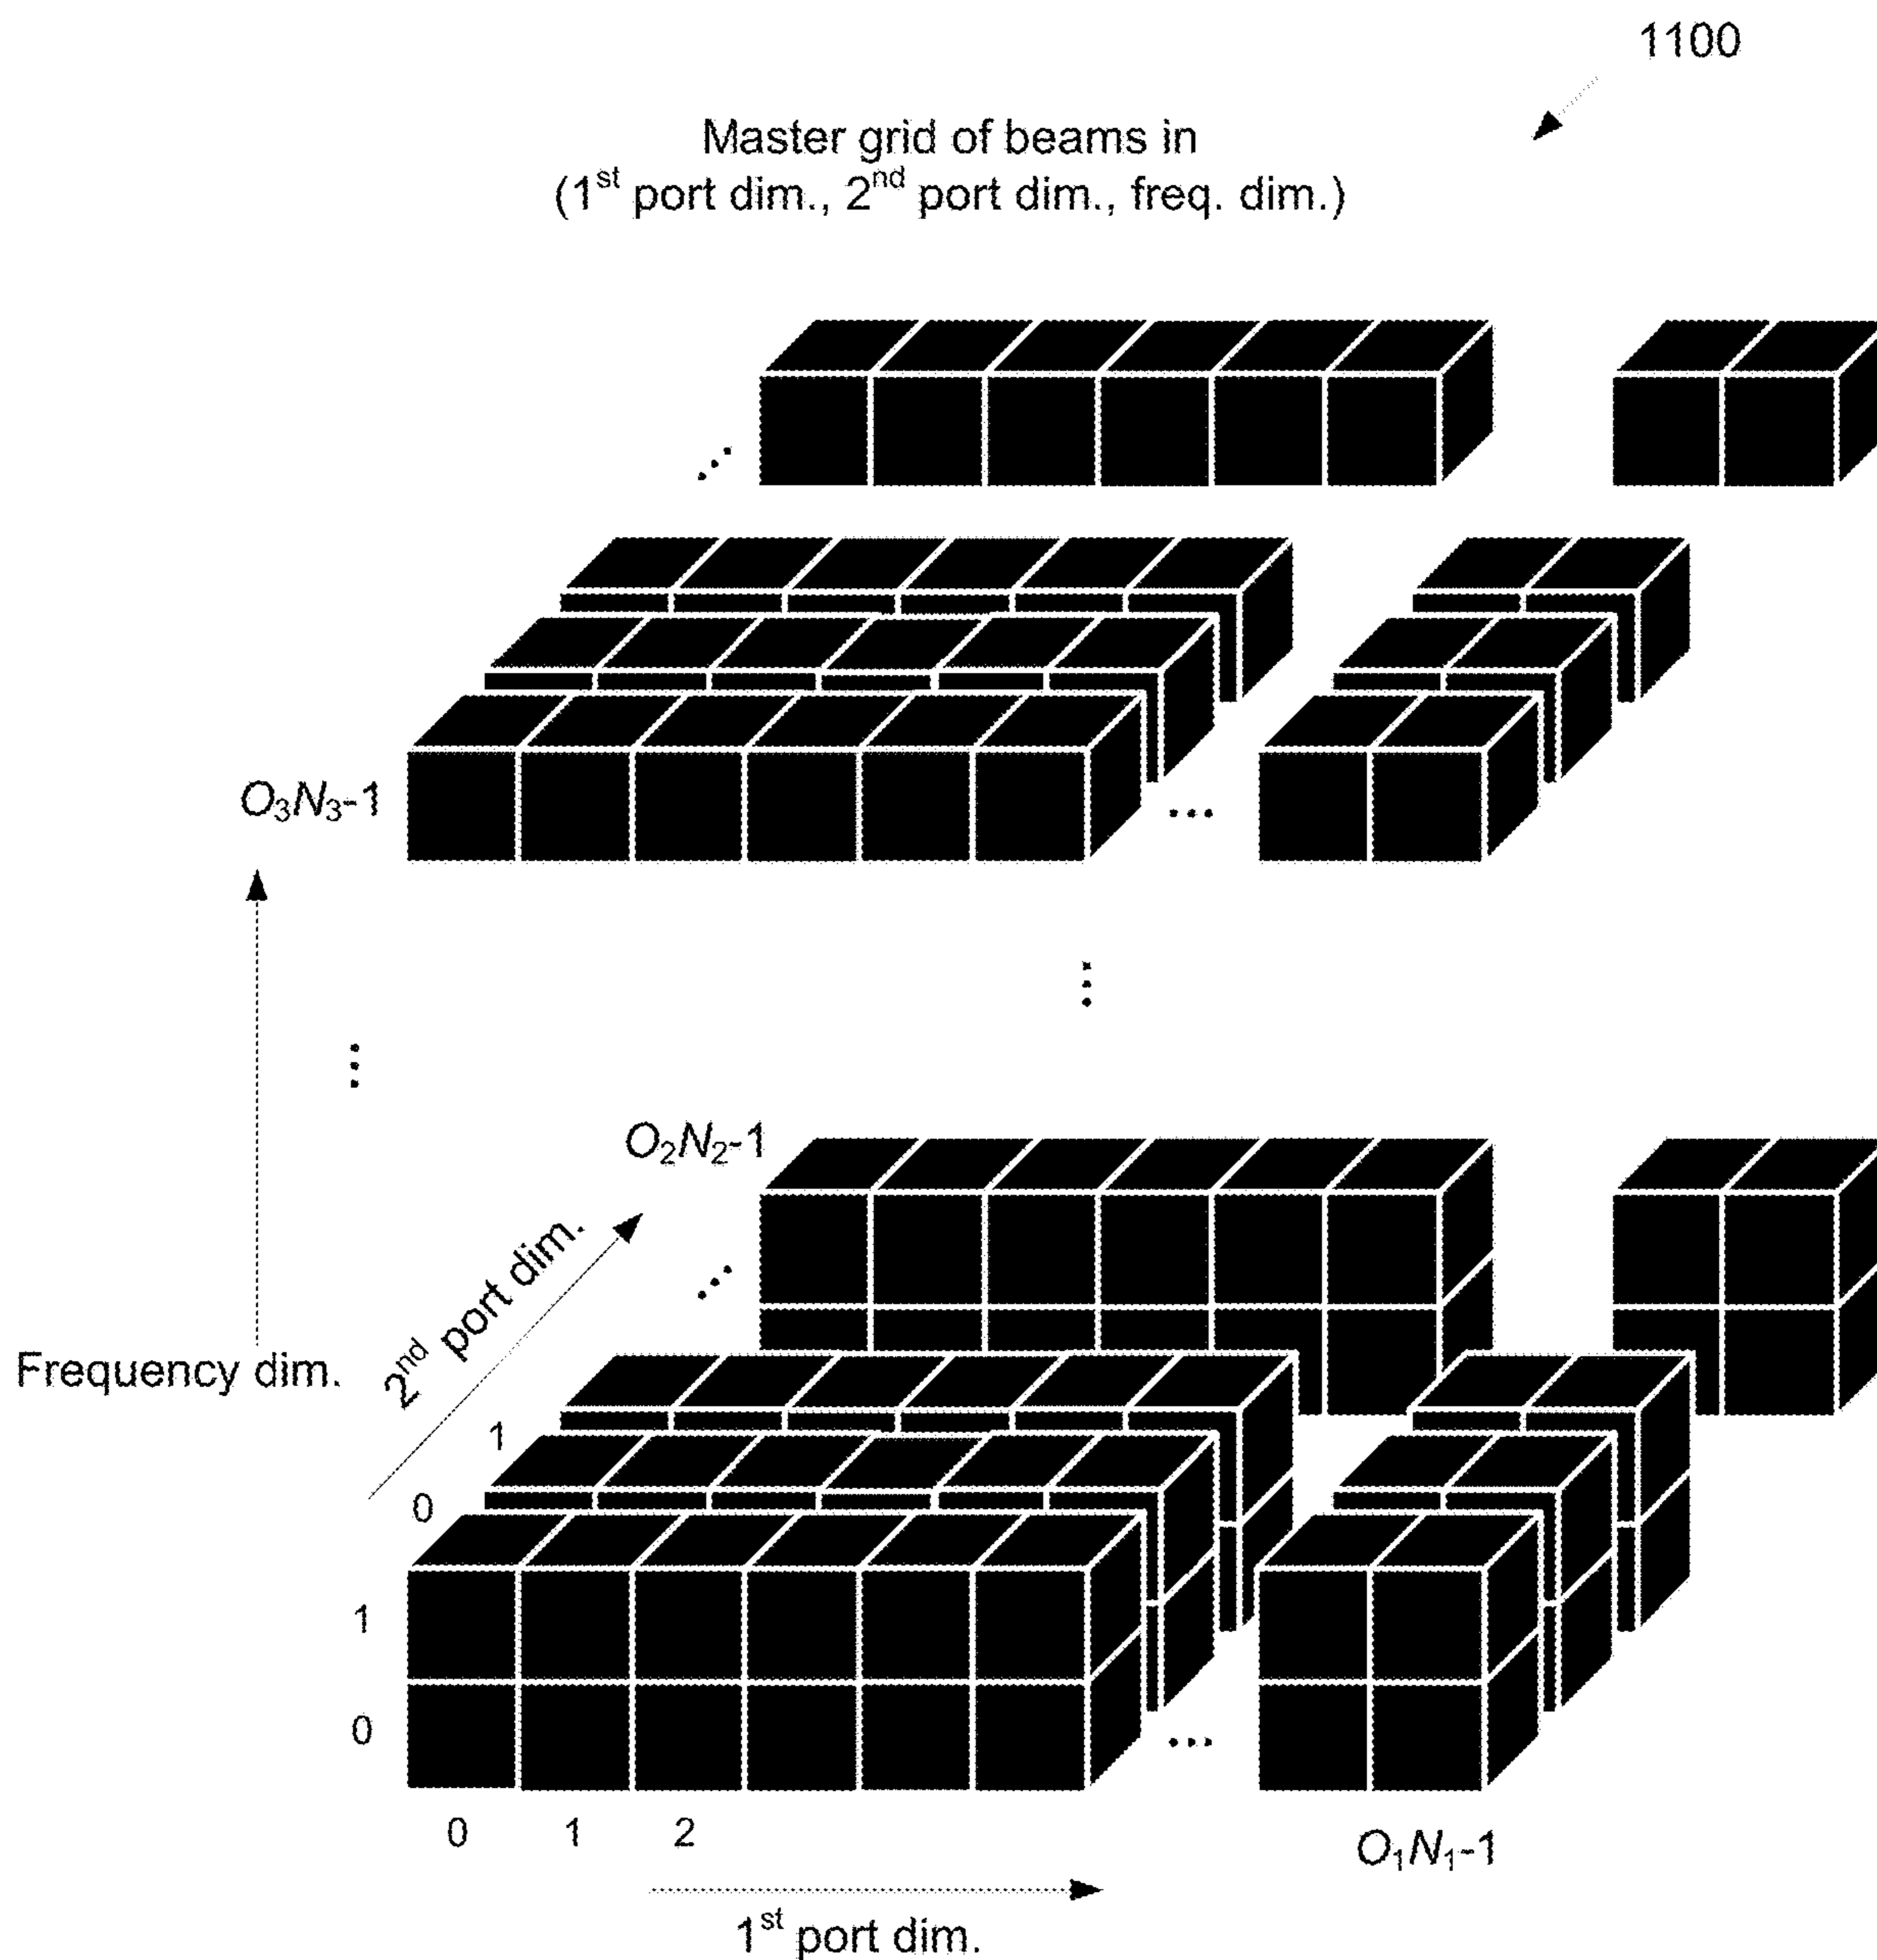 1100
Master grid of beams in
(1st port dim., 2nd port dim., freq. dim.)
...
O₃N₃-1
...
...
...
O₂N₂-1
2nd port dim.
...
Frequency dim.
1
0
1
0
...
0 1 2
O₁N₁-1
1st port dim.